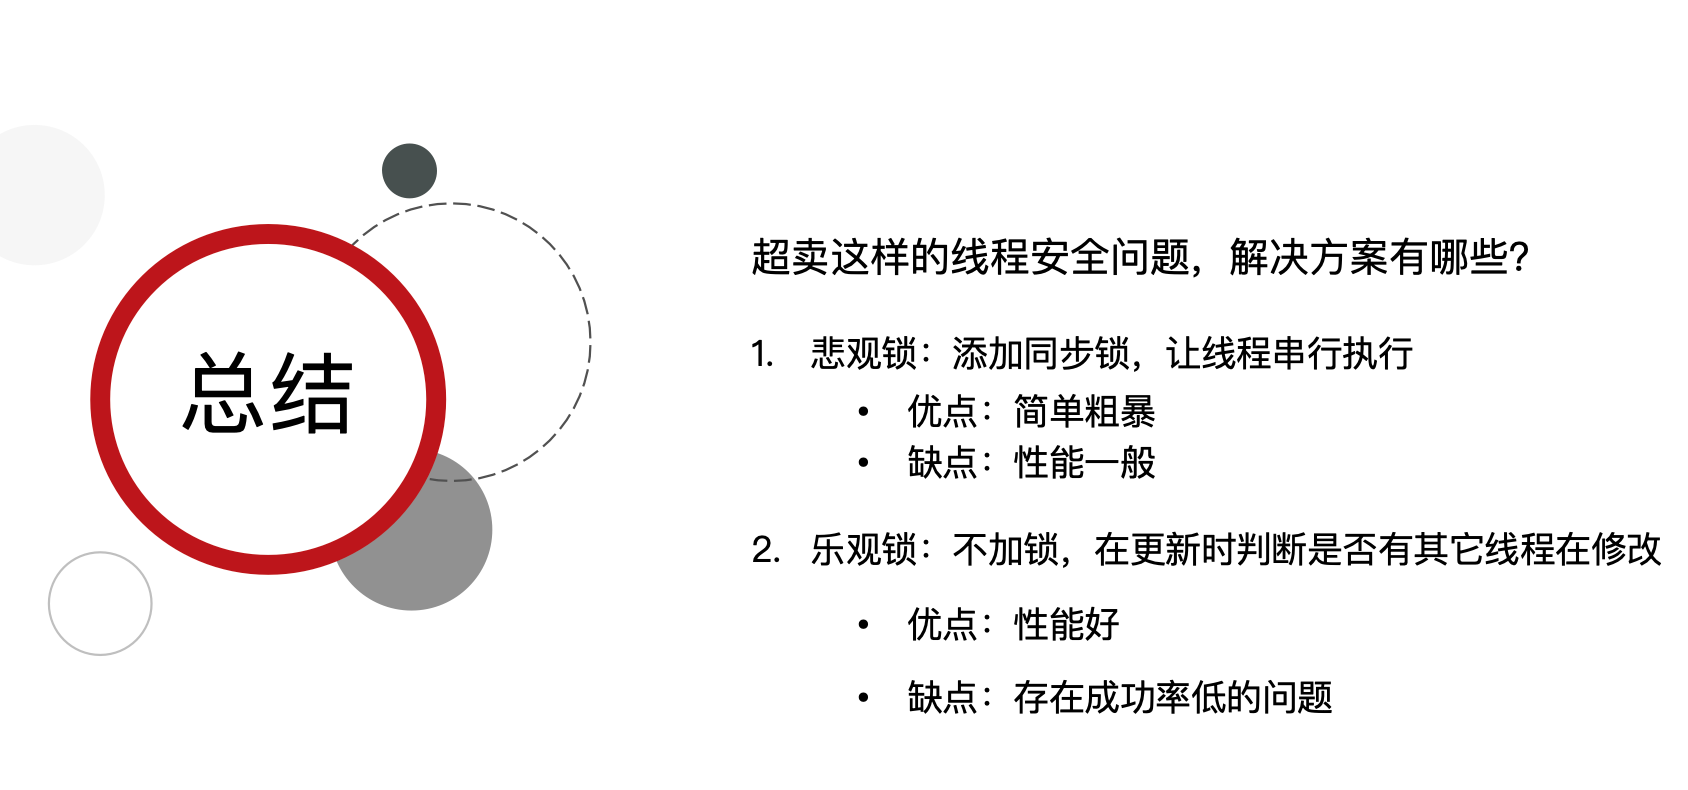 总结
超卖这样的线程安全问题，解决方案有哪些？
1. 悲观锁：添加同步锁，让线程串行执行
• 优点：简单粗暴
• 缺点：性能一般
2. 乐观锁：不加锁，在更新时判断是否有其它线程在修改
• 优点：性能好
• 缺点：存在成功率低的问题